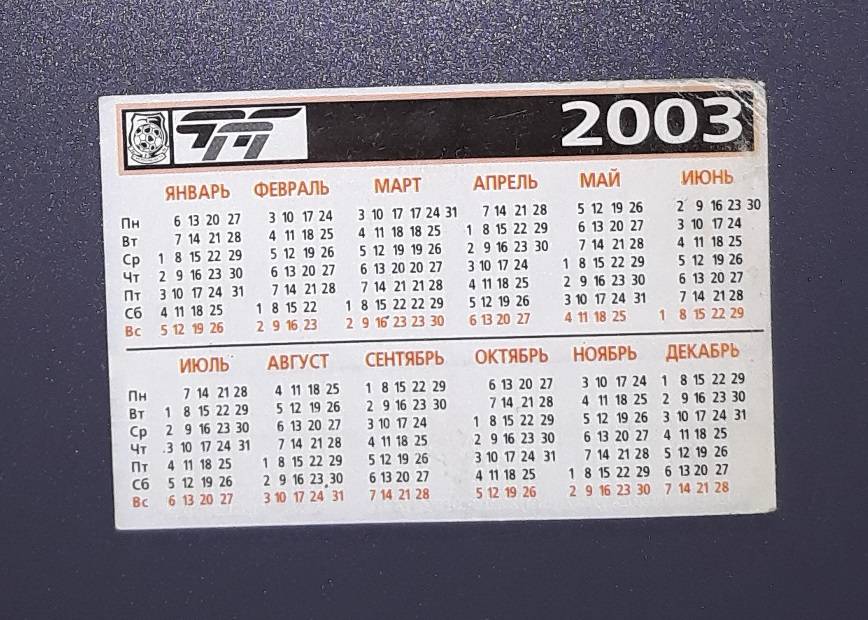 2003
ЯНВАРЬ ФЕВРАЛЬ МАРТ АПРЕЛЬ МАЙ ИЮНЬ
Пн 6 13 20 27 3 10 17 24 3 10 17 17 24 31 7 14 21 28 5 12 19 26 2 9 16 23 30
Вт 7 14 21 28 4 11 18 25 4 11 18 18 25 1 8 15 22 29 6 13 20 27 3 10 17 24
Ср 1 8 15 22 29 5 12 19 26 5 12 19 19 26 2 9 16 23 30 7 14 21 28 4 11 18 25
Чт 2 9 16 23 30 6 13 20 27 6 13 20 20 27 3 10 17 24 1 8 15 22 29 5 12 19 26
Пт 3 10 17 24 31 7 14 21 28 7 14 21 21 28 4 11 18 25 2 9 16 23 30 6 13 20 27
Сб 4 11 18 25 1 8 15 22 1 8 15 22 22 29 5 12 19 26 3 10 17 24 31 7 14 21 28
Вс 5 12 19 26 2 9 16 23 2 9 16 23 23 30 6 13 20 27 4 11 18 25 1 8 15 22 29
ИЮЛЬ АВГУСТ СЕНТЯБРЬ ОКТЯБРЬ НОЯБРЬ ДЕКАБРЬ
Пн 7 14 21 28 4 11 18 25 1 8 15 22 29 6 13 20 27 3 10 17 24 1 8 15 22 29
Вт 1 8 15 22 29 5 12 19 26 2 9 16 23 30 7 14 21 28 4 11 18 25 2 9 16 23 30
Ср 2 9 16 23 30 6 13 20 27 3 10 17 24 1 8 15 22 29 5 12 19 26 3 10 17 24 31
Чт 3 10 17 24 31 7 14 21 28 4 11 18 25 2 9 16 23 30 6 13 20 27 4 11 18 25
Пт 4 11 18 25 1 8 15 22 29 5 12 19 26 3 10 17 24 31 7 14 21 28 5 12 19 26
Сб 5 12 19 26 2 9 16 23 30 6 13 20 27 4 11 18 25 1 8 15 22 29 6 13 20 27
Вс 6 13 20 27 3 10 17 24 31 7 14 21 28 5 12 19 26 2 9 16 23 30 7 14 21 28